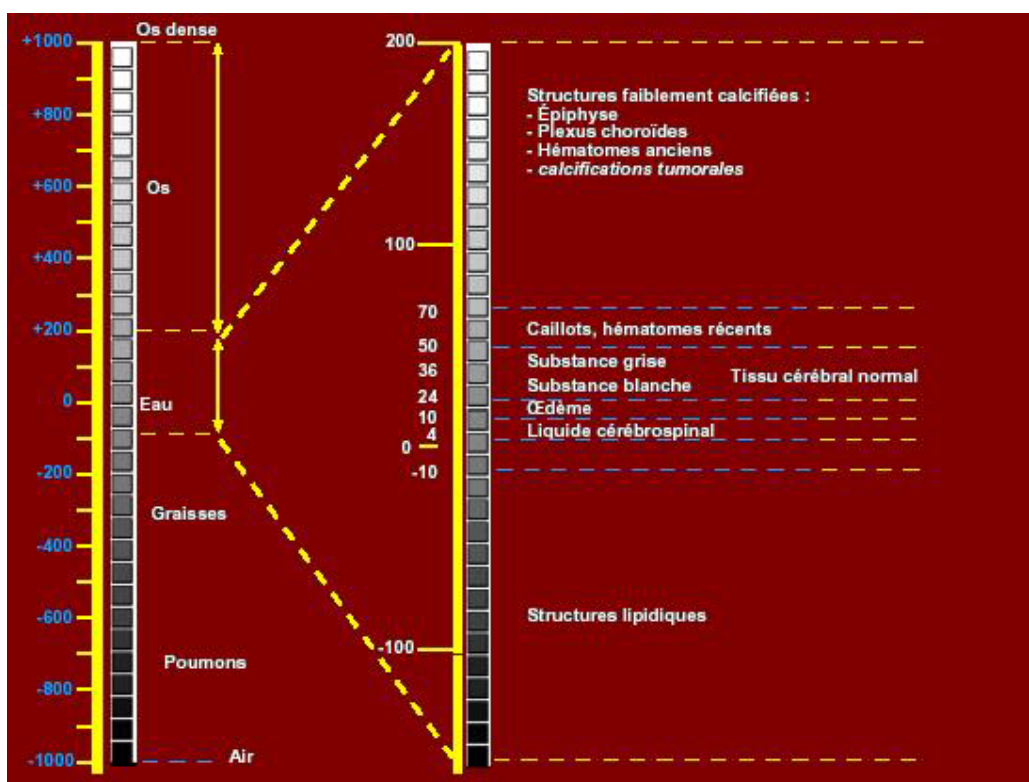 Os dense
+1000
+800
+600
Os
+400
+200
0
Eau
-200
Graisses
-400
-600
Poumons
-800
Air
-1000
200
100
70
50
36
24
10
4
0
-10
-100
Structures faiblement calcifiées :
- Épiphyse
- Plexus choroïdes
- Hématomes anciens
- calcifications tumorales
Caillots, hématomes récents
Substance grise
Tissu cérébral normal
Substance blanche
Œdème
Liquide cérébrospinal
Structures lipidiques